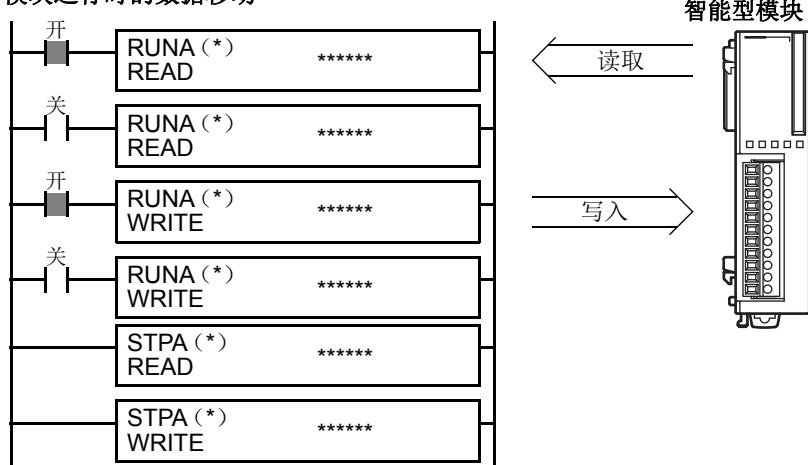 模块运行时的数据移动
智能型模块
开
RUNA（*）
READ ******
读取
关
RUNA（*）
READ ******
开
RUNA（*）
WRITE ******
写入
关
RUNA（*）
WRITE ******
STPA（*）
READ ******
STPA（*）
WRITE ******